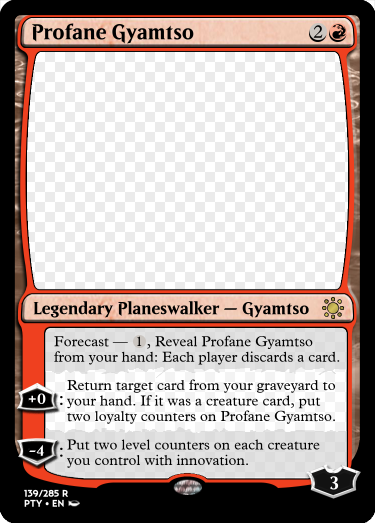 Profane Gyamtso 2
Legendary Planeswalker — Gyamtso
Forecast — 1 , Reveal Profane Gyamtso
from your hand: Each player discards a card.
+0 : Return target card from your graveyard to
your hand. If it was a creature card, put
two loyalty counters on Profane Gyamtso.
-4 : Put two level counters on each creature
you control with innovation.
3
139/285 R
PTY • EN